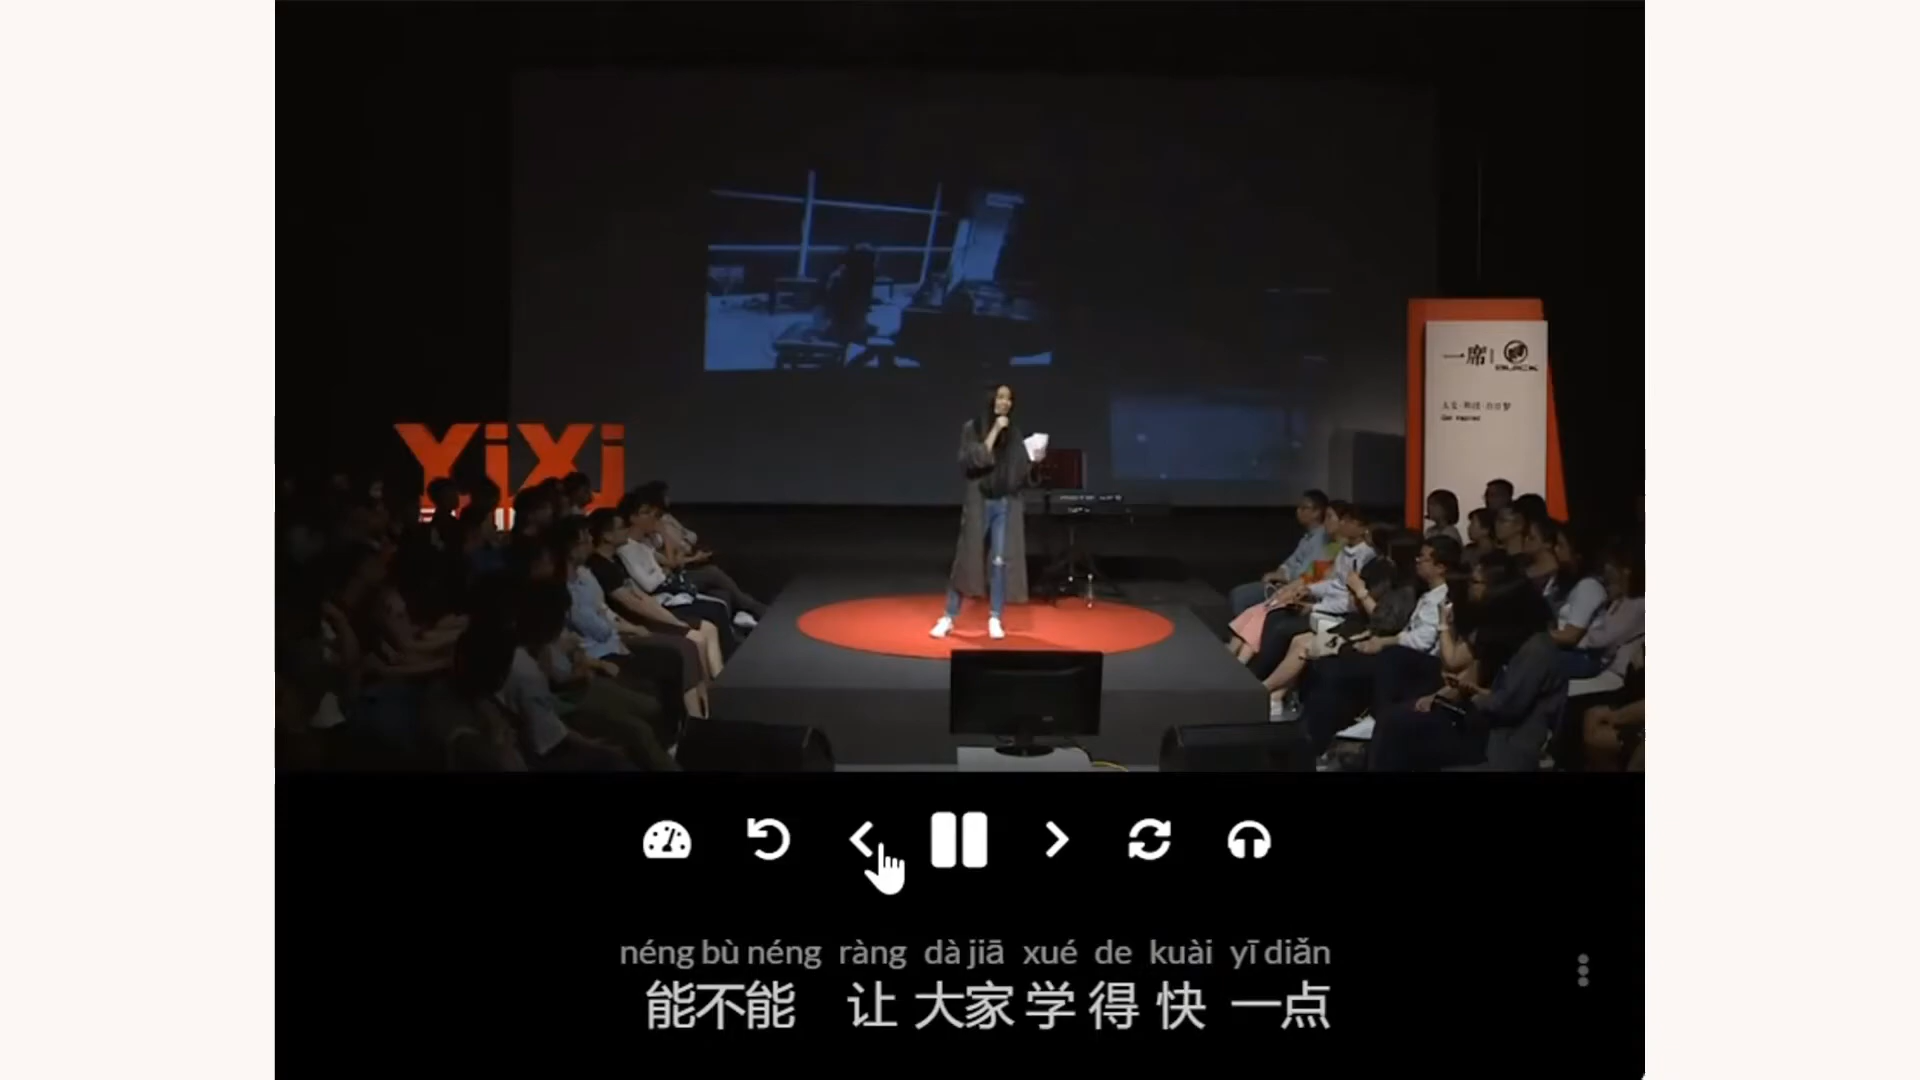 YiXi
一席
BUICK
néng bù néng ràng dà jiā xué de kuài yī diǎn
能不能 让 大家 学 得 快 一点